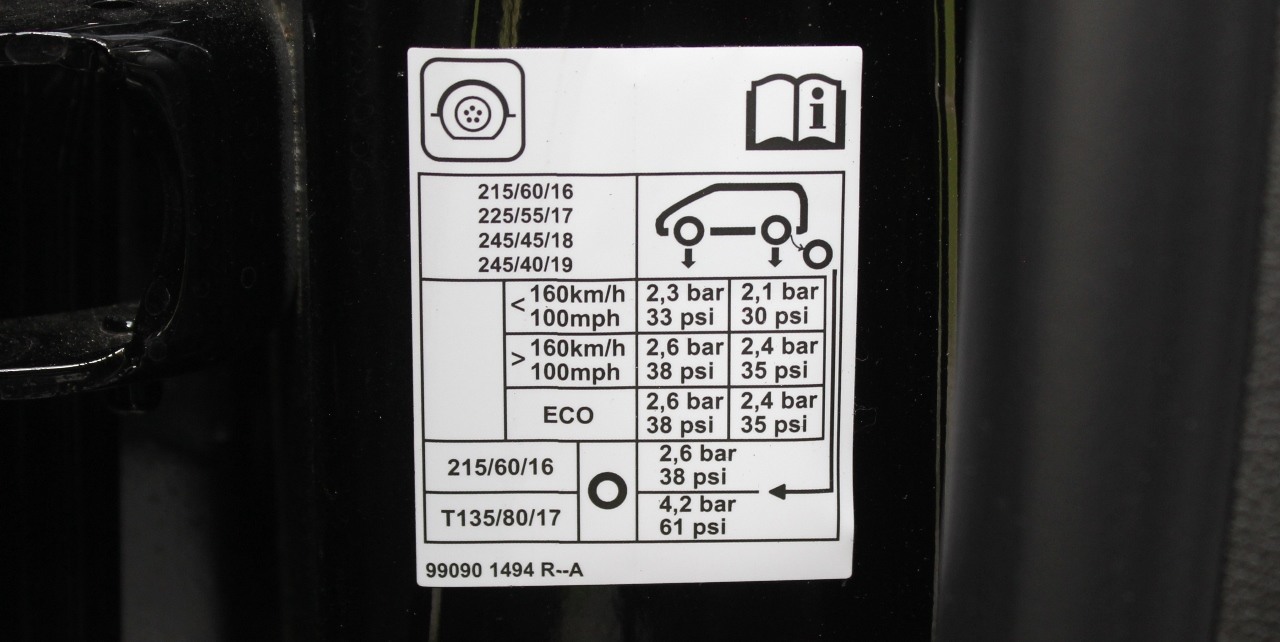 i
215/60/16
225/55/17
245/45/18
245/40/19
< 160km/h 100mph
2,3 bar 33 psi
2,1 bar 30 psi
> 160km/h 100mph
2,6 bar 38 psi
2,4 bar 35 psi
ECO
2,6 bar 38 psi
2,4 bar 35 psi
215/60/16
2,6 bar 38 psi
T135/80/17
4,2 bar 61 psi
99090 1494 R--A